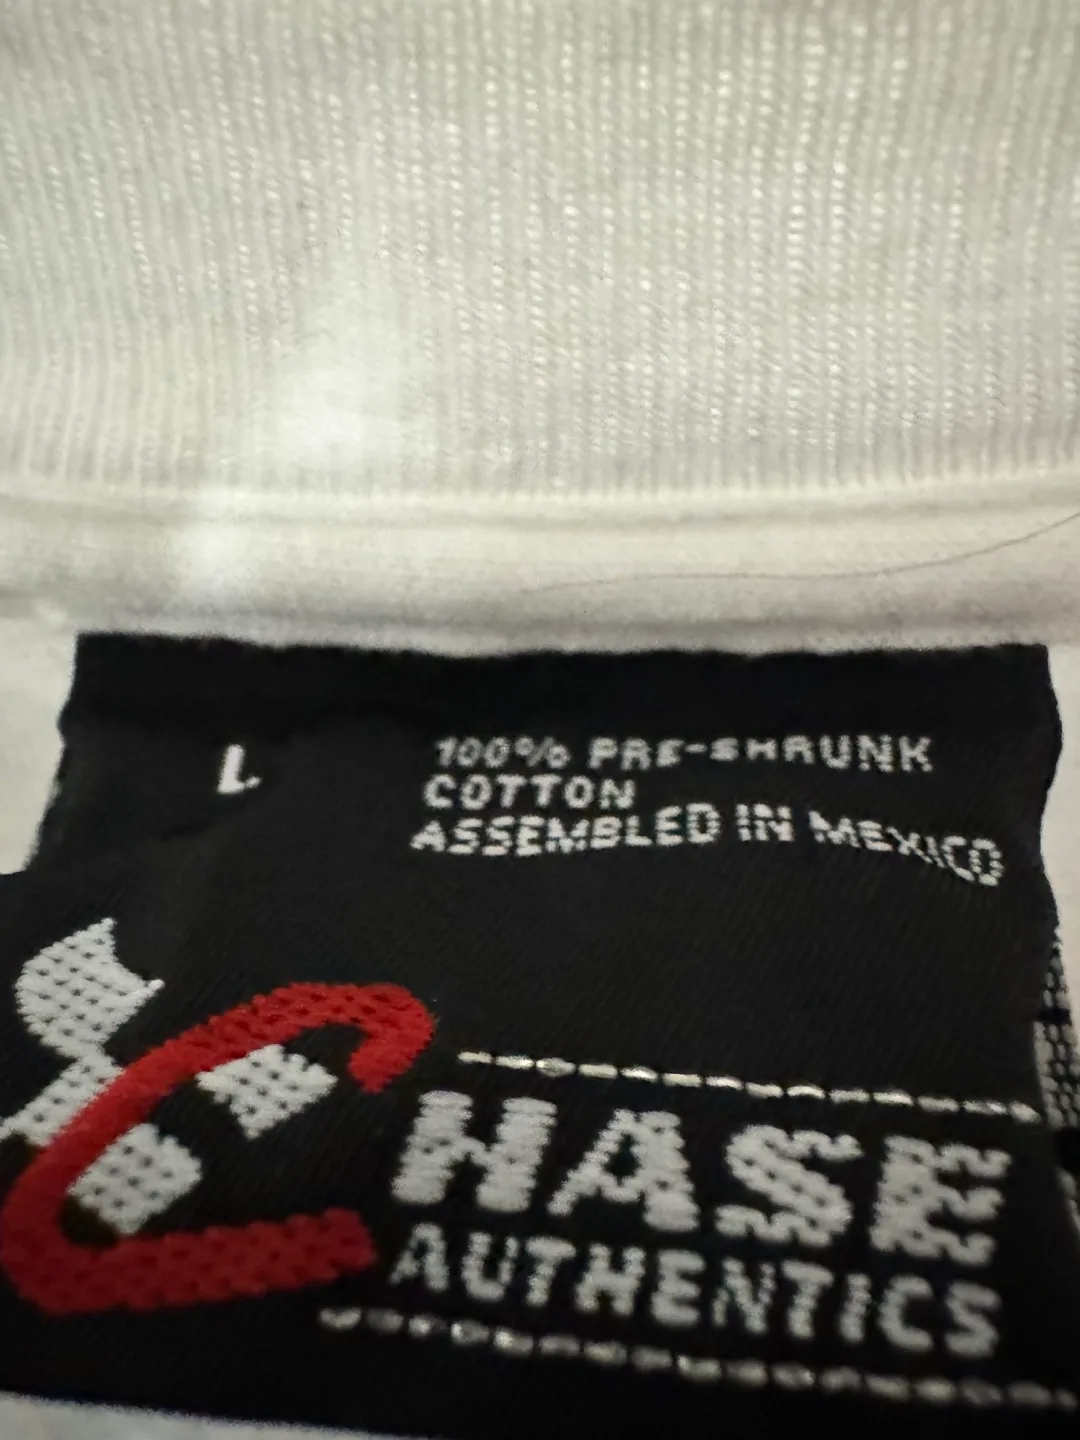 L
100% PRE-SHRUNK
COTTON
ASSEMBLED IN MEXICO
CHASE
AUTHENTICS